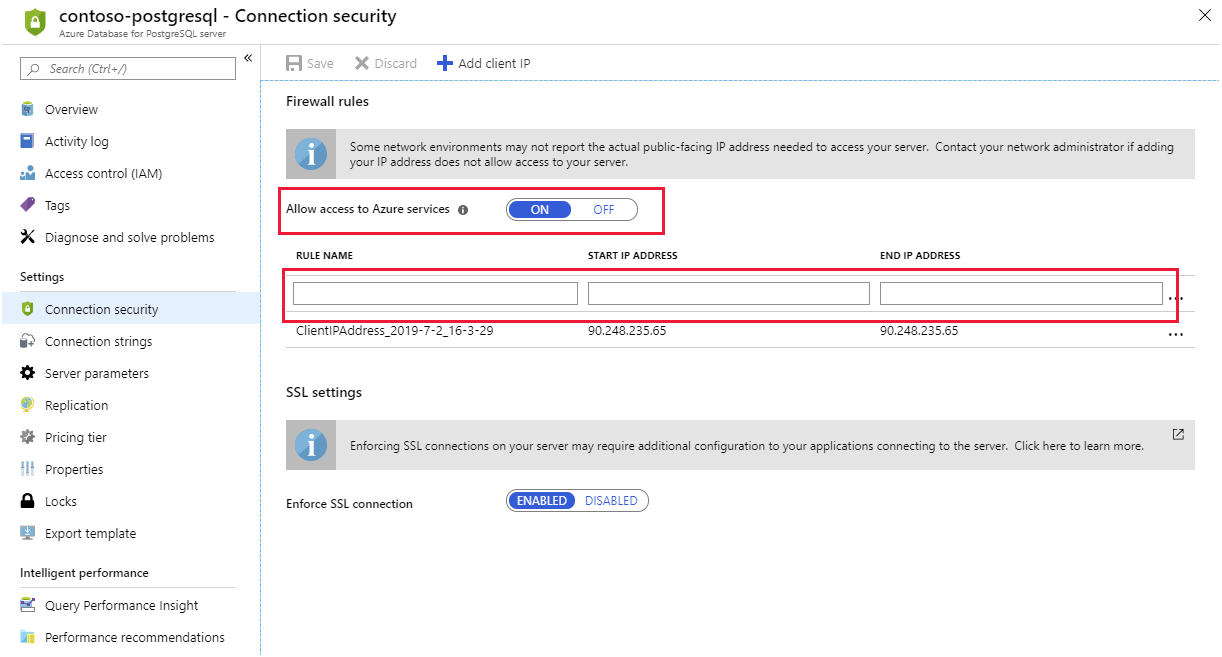 contoso-postgresql - Connection security
Azure Database for PostgreSQL server
Search (Ctrl+/)
Overview
Activity log
Access control (IAM)
Tags
Diagnose and solve problems
Settings
Connection security
Connection strings
Server parameters
Replication
Pricing tier
Properties
Locks
Export template
Intelligent performance
Query Performance Insight
Performance recommendations
Save Discard Add client IP
Firewall rules
Some network environments may not report the actual public-facing IP address needed to access your server. Contact your network administrator if adding
your IP address does not allow access to your server.
Allow access to Azure services ON OFF
RULE NAME START IP ADDRESS END IP ADDRESS
ClientIPAddress_2019-7-2_16-3-29 90.248.235.65 90.248.235.65
SSL settings
Enforcing SSL connections on your server may require additional configuration to your applications connecting to the server. Click here to learn more.
Enforce SSL connection ENABLED DISABLED